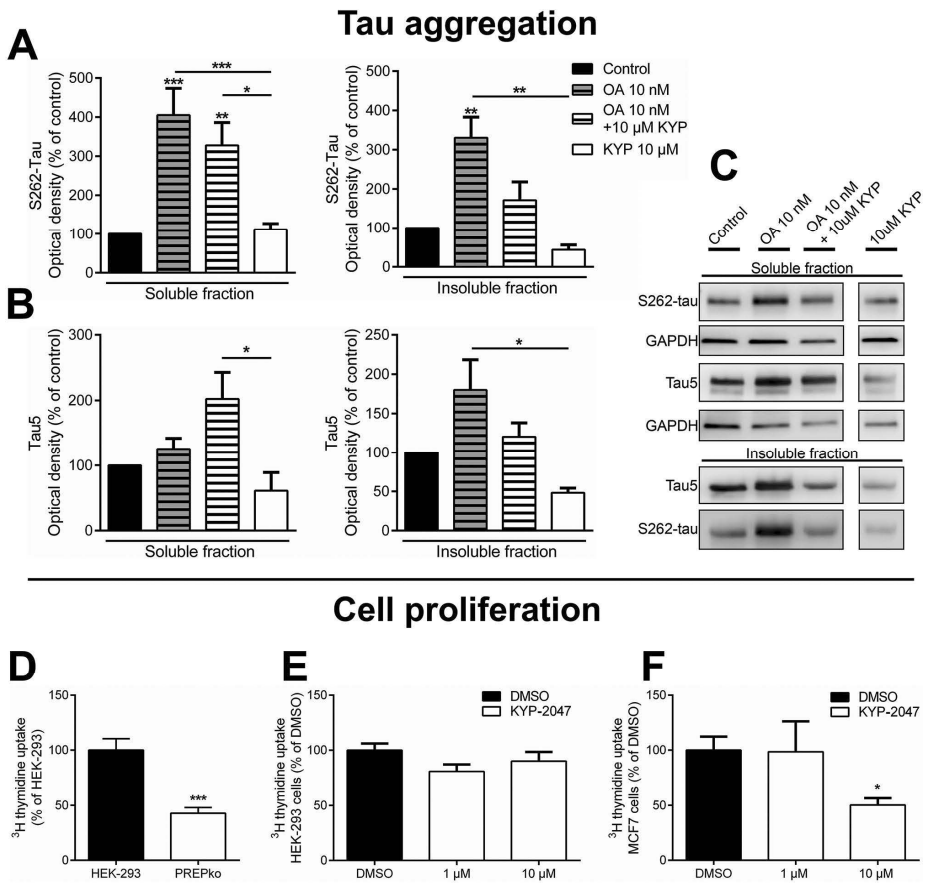 Tau aggregation
A
S262-Tau
Optical density (% of control)
500
400
300
200
100
0
***
**
***
*
Soluble fraction
S262-Tau
Optical density (% of control)
500
400
300
200
100
0
**
**
Insoluble fraction
Control
OA 10 nM
OA 10 nM
+10 µM KYP
KYP 10 µM
B
Tau5
Optical density (% of control)
300
200
100
0
*
Soluble fraction
Tau5
Optical density (% of control)
250
200
150
100
50
0
*
Insoluble fraction
C
Control
OA 10 nM
OA 10 nM
+ 10uM KYP
10uM KYP
Soluble fraction
S262-tau
GAPDH
Tau5
GAPDH
Insoluble fraction
Tau5
S262-tau
Cell proliferation
D
³H thymidine uptake
(% of HEK-293)
150
100
50
0
***
HEK-293 PREPko
E
³H thymidine uptake
HEK-293 cells (% of DMSO)
150
100
50
0
DMSO
KYP-2047
DMSO 1 µM 10 µM
F
³H thymidine uptake
MCF7 cells (% of DMSO)
150
100
50
0
DMSO
KYP-2047
*
DMSO 1 µM 10 µM